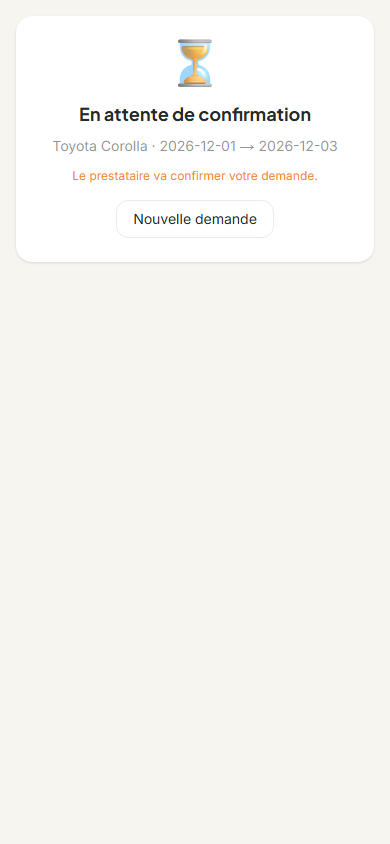 En attente de confirmation
Toyota Corolla · 2026-12-01 → 2026-12-03
Le prestataire va confirmer votre demande.
Nouvelle demande